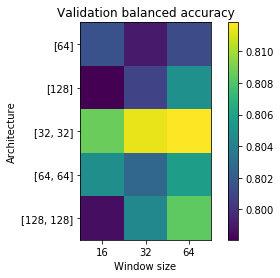 Validation balanced accuracy
Architecture
[64]
[128]
[32, 32]
[64, 64]
[128, 128]
16 32 64
Window size
0.810
0.808
0.806
0.804
0.802
0.800